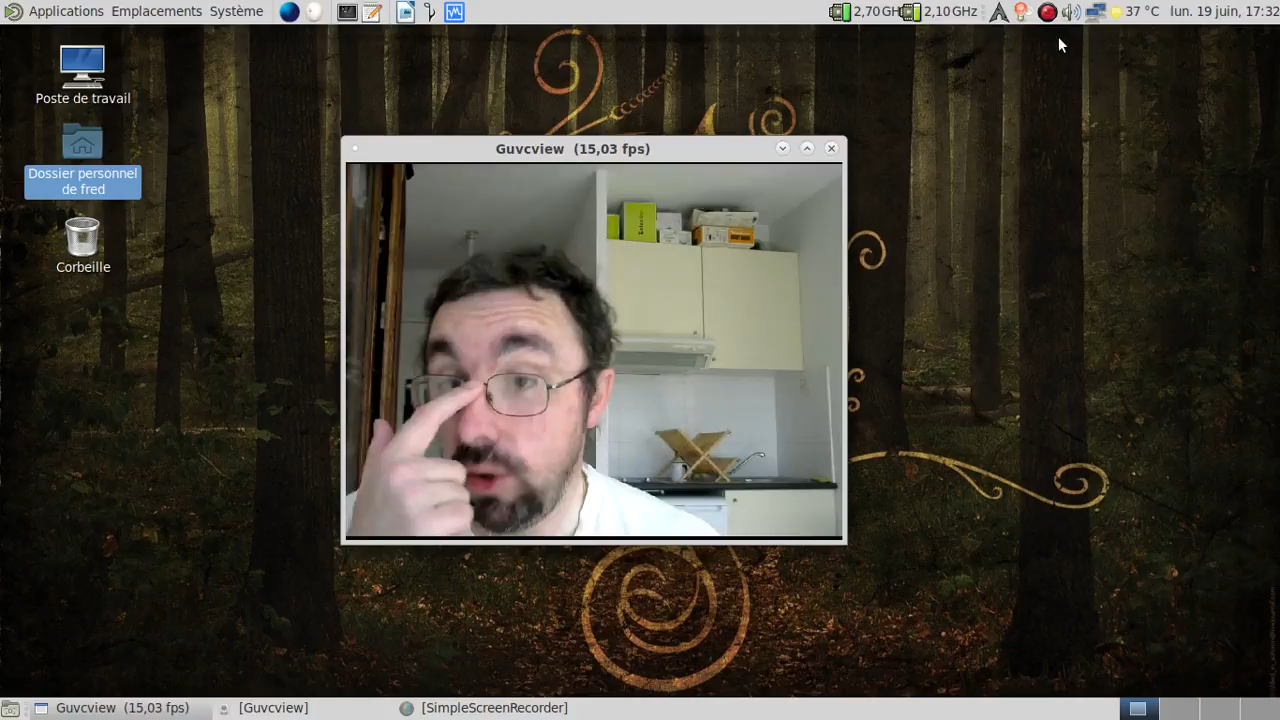 Applications Emplacements Système 2,70 GH 2,10 GHz 37 °C lun. 19 juin, 17:32
Poste de travail
Dossier personnel
de fred
Corbeille
Guvcview (15,03 fps)
Guvcview (15,03 fps) [Guvcview] [SimpleScreenRecorder]